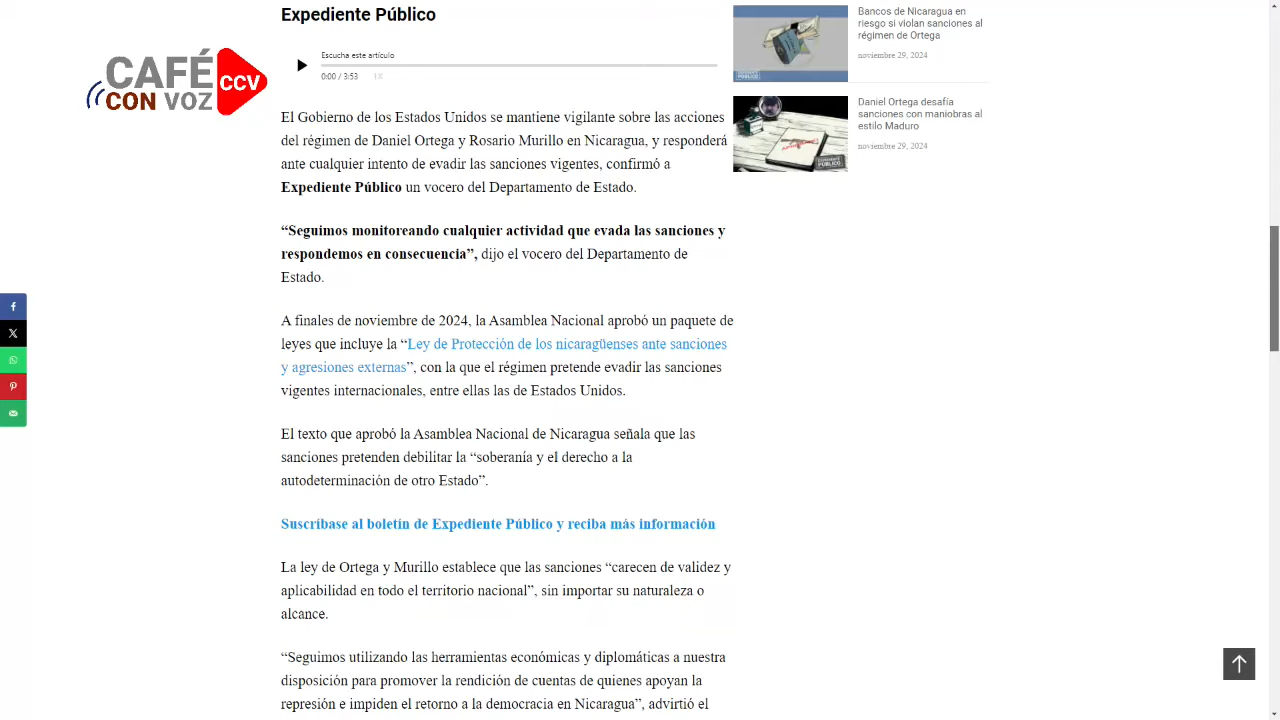 Expediente Público
CAFÉ
CON VOZ
CCV
Escucha este artículo
0:00 / 3:53 1X
El Gobierno de los Estados Unidos se mantiene vigilante sobre las acciones
del régimen de Daniel Ortega y Rosario Murillo en Nicaragua, y responderá
ante cualquier intento de evadir las sanciones vigentes, confirmó a
Expediente Público un vocero del Departamento de Estado.
“Seguimos monitoreando cualquier actividad que evada las sanciones y
respondemos en consecuencia”, dijo el vocero del Departamento de
Estado.
A finales de noviembre de 2024, la Asamblea Nacional aprobó un paquete de
leyes que incluye la “Ley de Protección de los nicaragüenses ante sanciones
y agresiones externas”, con la que el régimen pretende evadir las sanciones
vigentes internacionales, entre ellas las de Estados Unidos.
El texto que aprobó la Asamblea Nacional de Nicaragua señala que las
sanciones pretenden debilitar la “soberanía y el derecho a la
autodeterminación de otro Estado”.
Suscríbase al boletín de Expediente Público y reciba más información
La ley de Ortega y Murillo establece que las sanciones “carecen de validez y
aplicabilidad en todo el territorio nacional”, sin importar su naturaleza o
alcance.
“Seguimos utilizando las herramientas económicas y diplomáticas a nuestra
disposición para promover la rendición de cuentas de quienes apoyan la
represión e impiden el retorno a la democracia en Nicaragua”, advirtió el
Bancos de Nicaragua en
riesgo si violan sanciones al
régimen de Ortega
noviembre 29, 2024
Daniel Ortega desafía
sanciones con maniobras al
estilo Maduro
noviembre 29, 2024